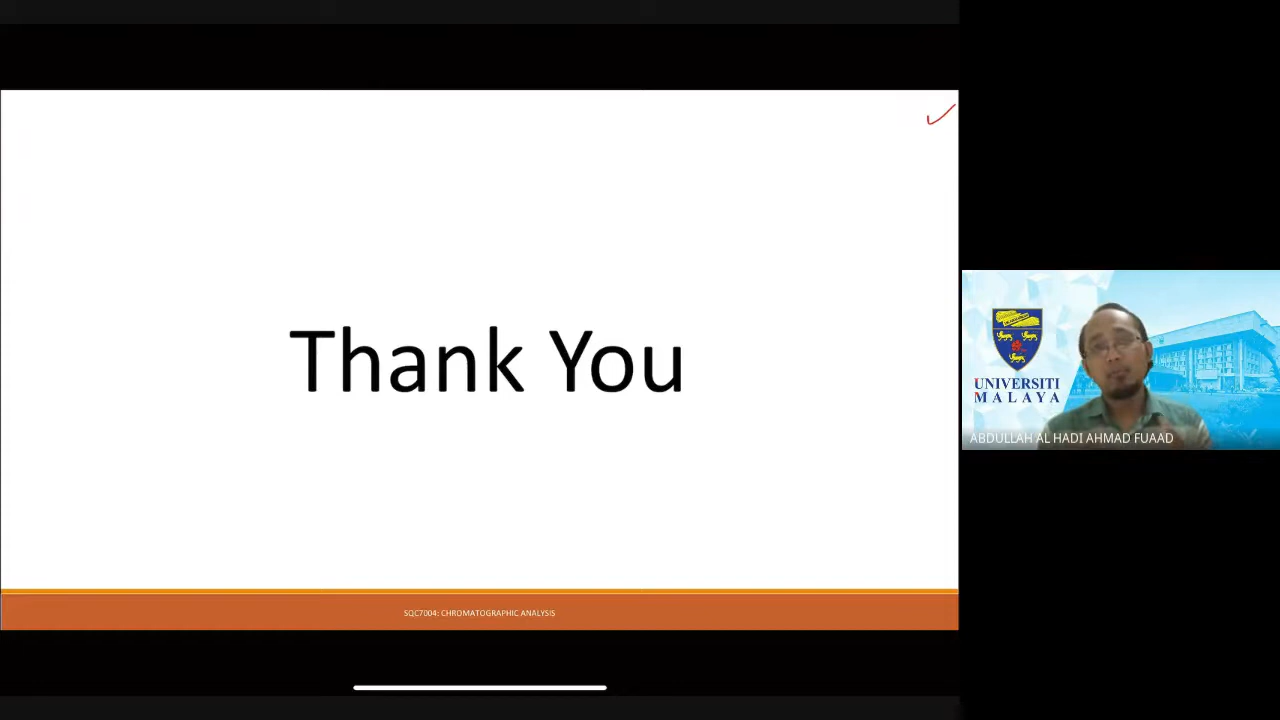 Thank You
SQC7004: CHROMATOGRAPHIC ANALYSIS
UNIVERSITI
MALAYA
ABDULLAH AL HADI AHMAD FUAAD